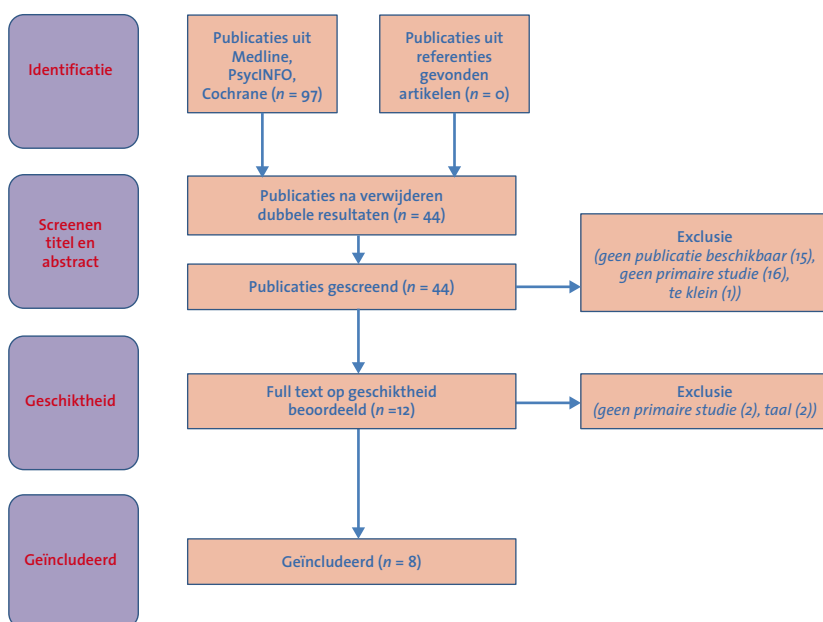 Identificatie
Publicaties uit
Medline,
PsycINFO,
Cochrane (n = 97)
Publicaties uit
referenties
gevonden
artikelen (n = 0)
Screenen
titel en
abstract
Publicaties na verwijderen
dubbele resultaten (n = 44)
Publicaties gescreend (n = 44)
Exclusie
(geen publicatie beschikbaar (15),
geen primaire studie (16),
te klein (1))
Geschiktheid
Full text op geschiktheid
beoordeeld (n =12)
Exclusie
(geen primaire studie (2), taal (2))
Geïncludeerd
Geïncludeerd (n = 8)